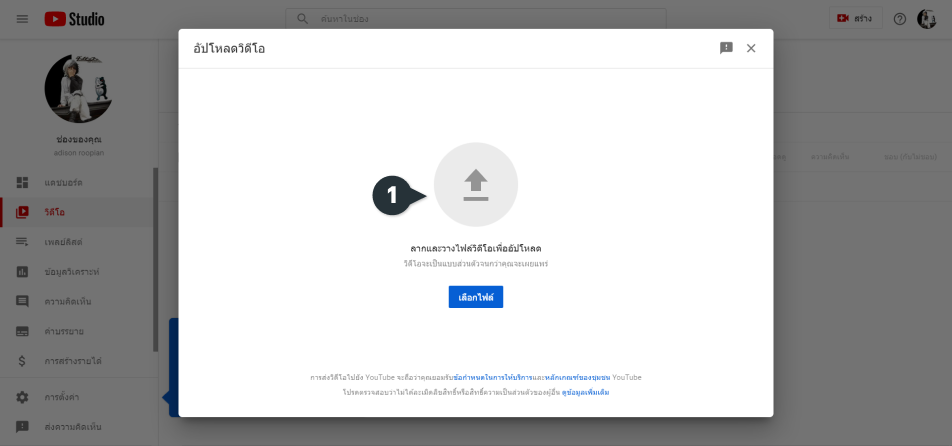 Studio
ค้นหาในช่อง
สร้าง
อัปโหลดวิดีโอ
ช่องของคุณ
adison roopian
แดชบอร์ด
วิดีโอ
เพลย์ลิสต์
ข้อมูลวิเคราะห์
ความคิดเห็น
คำบรรยาย
การสร้างรายได้
การตั้งค่า
ส่งความคิดเห็น
1
ลากและวางไฟล์วิดีโอเพื่ออัปโหลด
วิดีโอจะเป็นแบบส่วนตัวจนกว่าคุณจะเผยแพร่
เลือกไฟล์
การส่งวิดีโอไปยัง YouTube จะถือว่าคุณยอมรับข้อกำหนดในการให้บริการและหลักเกณฑ์ของชุมชน YouTube
โปรดตรวจสอบว่าไม่ได้ละเมิดลิขสิทธิ์หรือสิทธิ์ความเป็นส่วนตัวของผู้อื่น ดูข้อมูลเพิ่มเติม
ความคิดเห็น